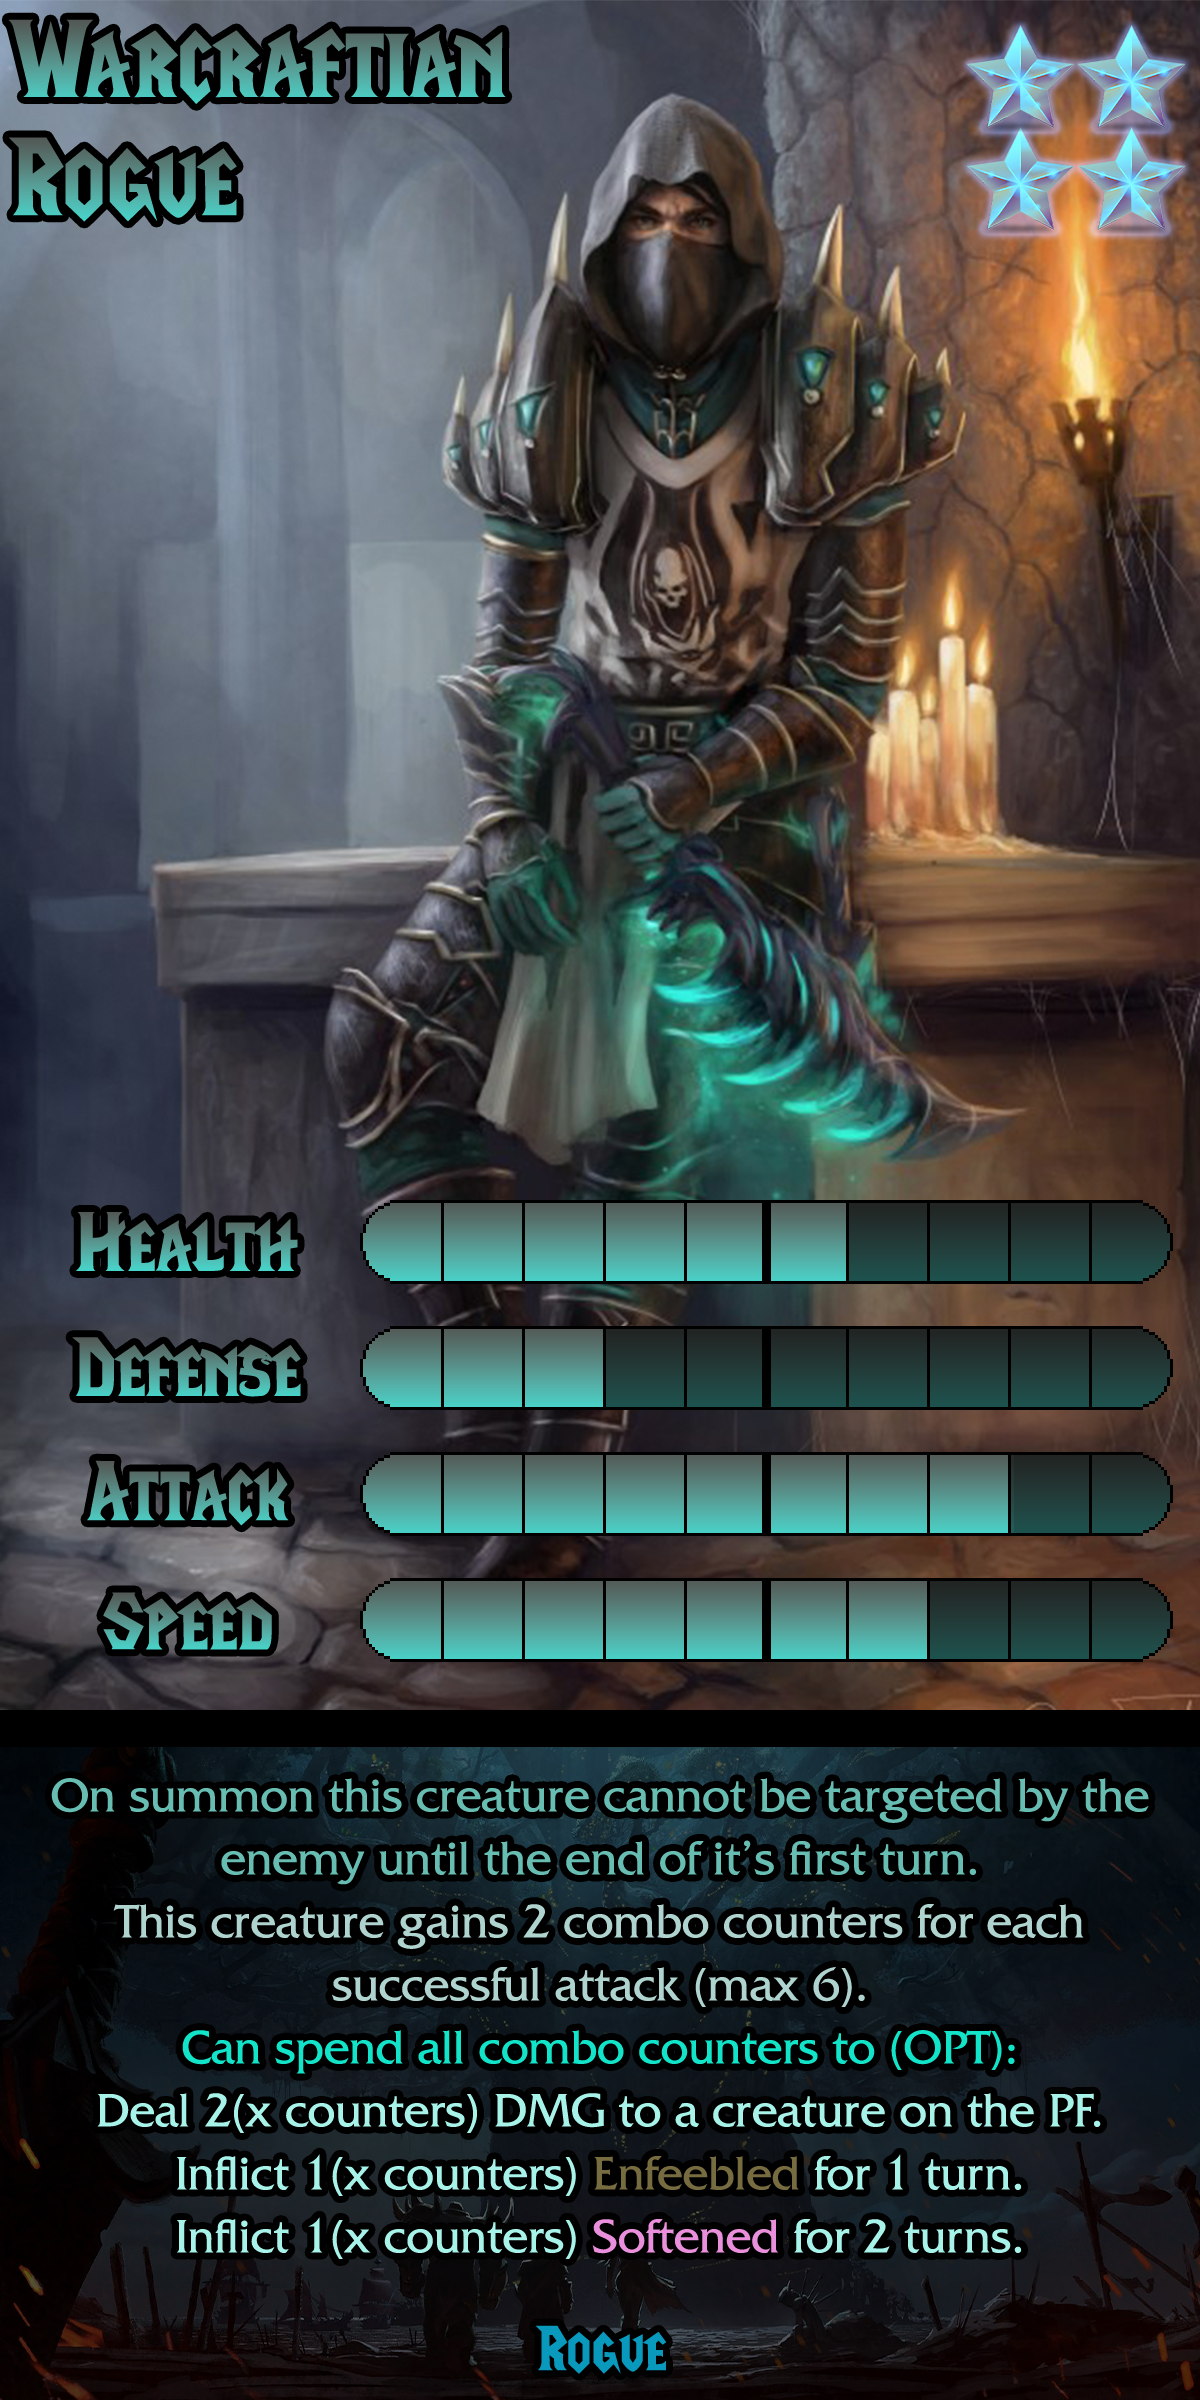 Warcraftian
Rogue
Health
Defense
Attack
Speed
On summon this creature cannot be targeted by the
enemy until the end of it's first turn.
This creature gains 2 combo counters for each
successful attack (max 6).
Can spend all combo counters to (OPT):
Deal 2(x counters) DMG to a creature on the PF.
Inflict 1(x counters) Enfeebled for 1 turn.
Inflict 1(x counters) Softened for 2 turns.
Rogue